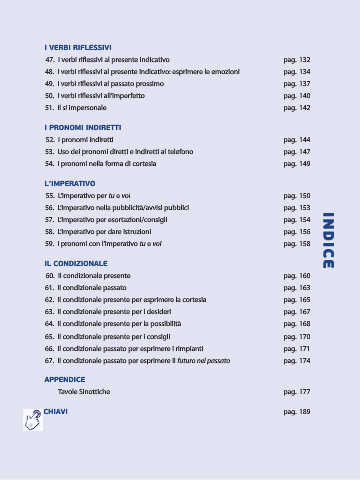 I VERBI RIFLESSIVI
47. I verbi riflessivi al presente indicativo pag. 132
48. I verbi riflessivi al presente indicativo: esprimere le emozioni pag. 134
49. I verbi riflessivi al passato prossimo pag. 137
50. I verbi riflessivi all'imperfetto pag. 140
51. Il si impersonale pag. 142
I PRONOMI INDIRETTI
52. I pronomi indiretti pag. 144
53. Uso dei pronomi diretti e indiretti al telefono pag. 147
54. I pronomi nella forma di cortesia pag. 149
L'IMPERATIVO
55. L'imperativo per tu e voi pag. 150
56. L'imperativo nella pubblicità/avvisi pubblici pag. 153
57. L'imperativo per esortazioni/consigli pag. 154
58. L'imperativo per dare istruzioni pag. 156
59. I pronomi con l'imperativo tu e voi pag. 158
IL CONDIZIONALE
60. Il condizionale presente pag. 160
61. Il condizionale passato pag. 163
62. Il condizionale presente per esprimere la cortesia pag. 165
63. Il condizionale presente per i desideri pag. 167
64. Il condizionale presente per la possibilità pag. 168
65. Il condizionale presente per i consigli pag. 170
66. Il condizionale passato per esprimere i rimpianti pag. 171
67. Il condizionale passato per esprimere il futuro nel passato pag. 174
APPENDICE
Tavole Sinottiche pag. 177
CHIAVI pag. 189
INDICE